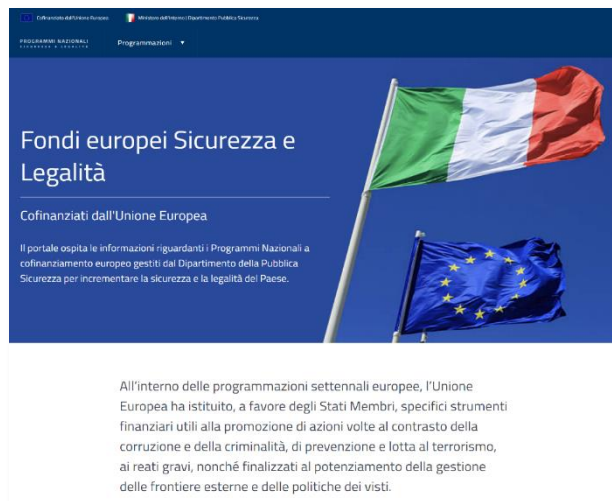 Cofinanziato dall'Unione Europea
Ministero dell'Interno | Dipartimento Pubblica Sicurezza
PROGRAMMI NAZIONALI
SICUREZZA E LEGALITÀ
Programmazioni
Fondi europei Sicurezza e
Legalità
Cofinanziati dall'Unione Europea
Il portale ospita le informazioni riguardanti i Programmi Nazionali a
cofinanziamento europeo gestiti dal Dipartimento della Pubblica
Sicurezza per incrementare la sicurezza e la legalità del Paese.
All'interno delle programmazioni settennali europee, l'Unione
Europea ha istituito, a favore degli Stati Membri, specifici strumenti
finanziari utili alla promozione di azioni volte al contrasto della
corruzione e della criminalità, di prevenzione e lotta al terrorismo,
ai reati gravi, nonché finalizzati al potenziamento della gestione
delle frontiere esterne e delle politiche dei visti.